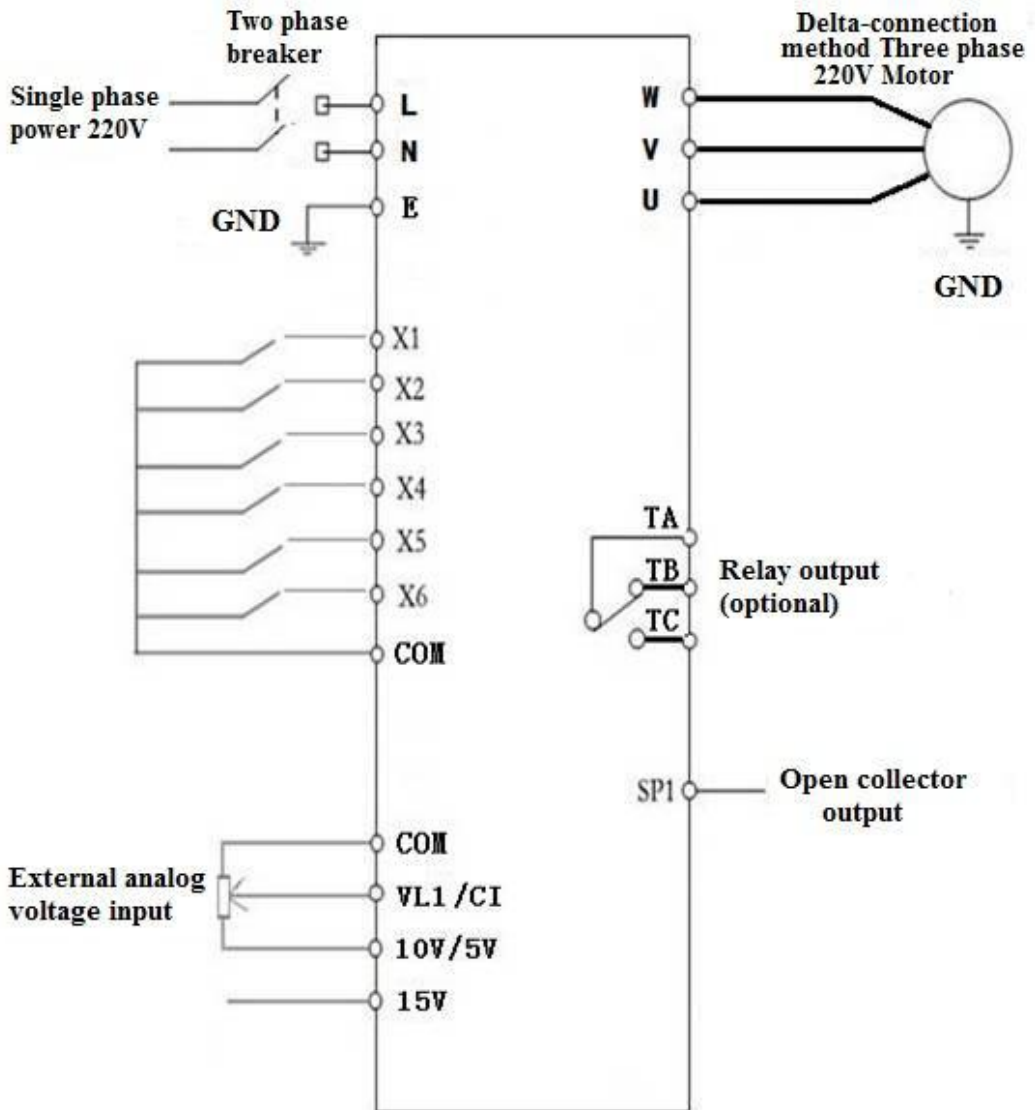 Two phase
breaker
Single phase
power 220V
L
N
E
GND
Delta-connection
method Three phase
220V Motor
W
V
U
GND
X1
X2
X3
X4
X5
X6
COM
TA
TB
TC
Relay output
(optional)
SP1
Open collector
output
COM
External analog
voltage input
VL1 /CI
10V/5V
15V